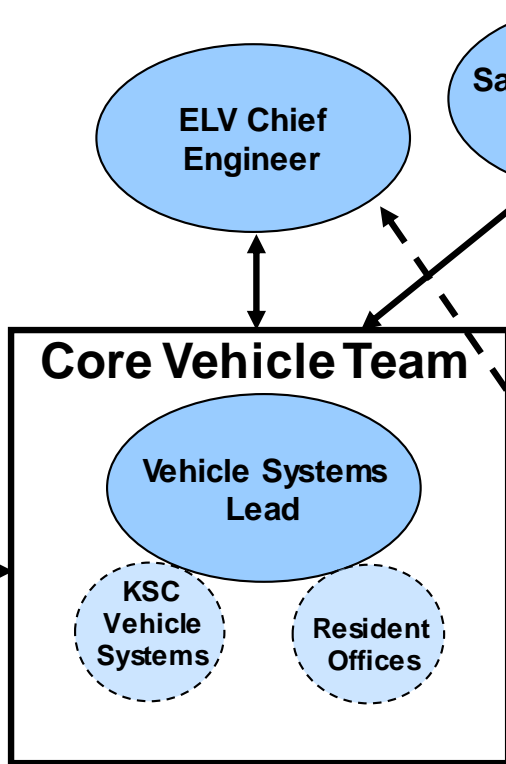 ELV Chief
Engineer
Core Vehicle Team
Vehicle Systems
Lead
KSC
Vehicle
Systems
Resident
Offices